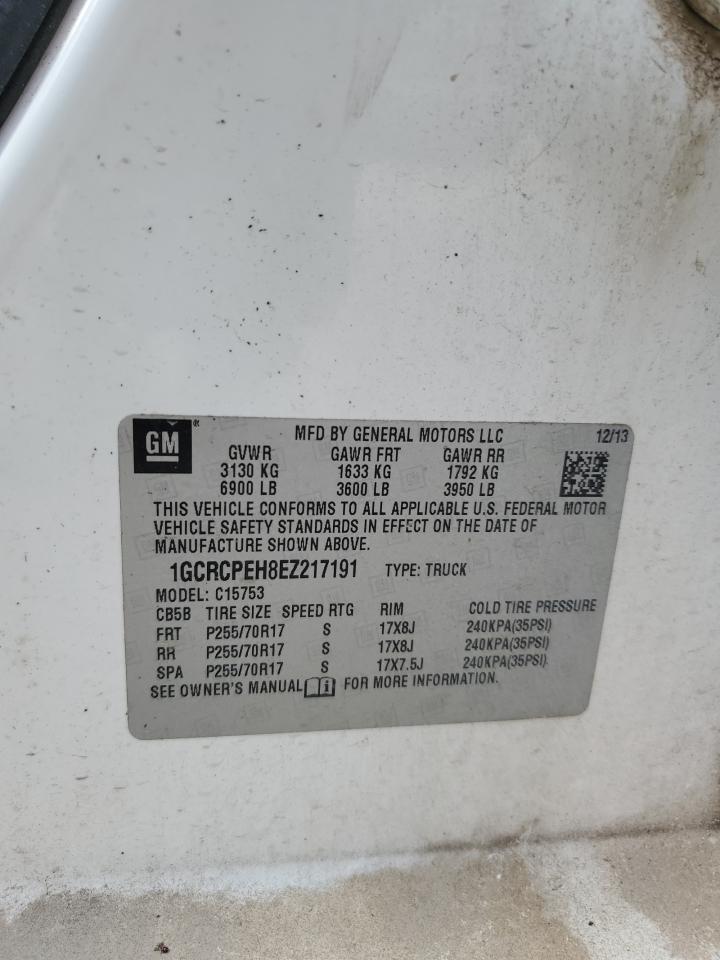 GM® MFD BY GENERAL MOTORS LLC 12/13
GVWR GAWR FRT GAWR RR
3130 KG 1633 KG 1792 KG
6900 LB 3600 LB 3950 LB
THIS VEHICLE CONFORMS TO ALL APPLICABLE U.S. FEDERAL MOTOR
VEHICLE SAFETY STANDARDS IN EFFECT ON THE DATE OF
MANUFACTURE SHOWN ABOVE.
1GCRCPEH8EZ217191 TYPE: TRUCK
MODEL: C15753
CB5B TIRE SIZE SPEED RTG RIM COLD TIRE PRESSURE
FRT P255/70R17 S 17X8J 240KPA(35PSI)
RR P255/70R17 S 17X8J 240KPA(35PSI)
SPA P255/70R17 S 17X7.5J 240KPA(35PSI)
SEE OWNER'S MANUAL FOR MORE INFORMATION.